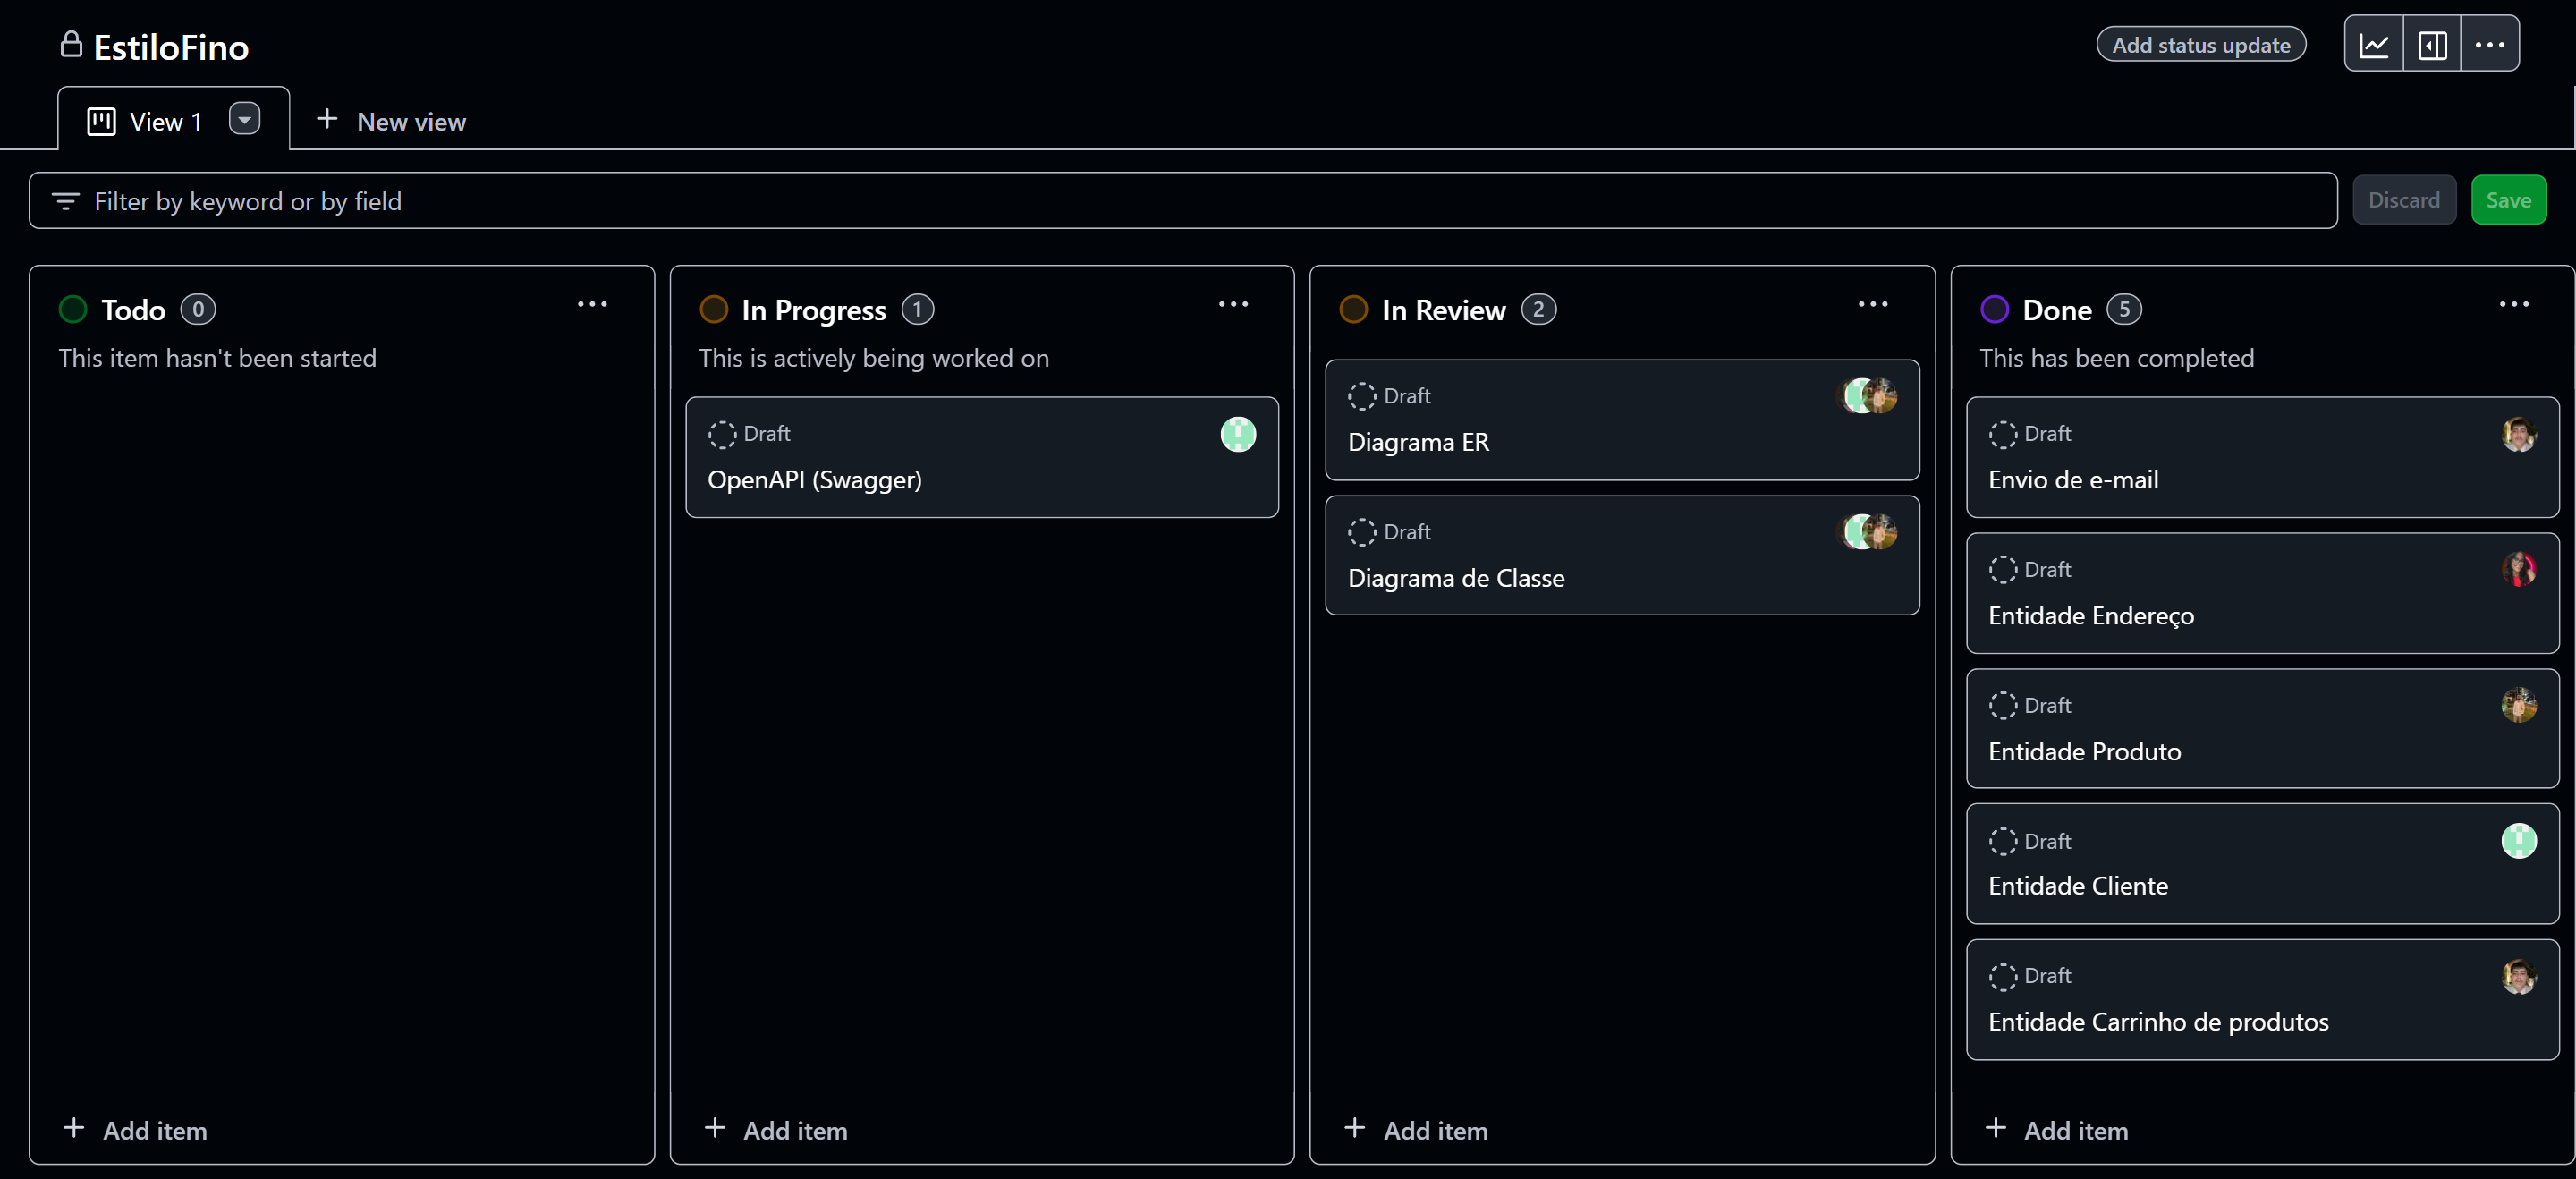 EstiloFino
Add status update
View 1
New view
Filter by keyword or by field
Discard
Save
Todo 0
This item hasn't been started
Add item
In Progress 1
This is actively being worked on
Draft
OpenAPI (Swagger)
Add item
In Review 2
Draft
Diagrama ER
Draft
Diagrama de Classe
Add item
Done 5
This has been completed
Draft
Envio de e-mail
Draft
Entidade Endereço
Draft
Entidade Produto
Draft
Entidade Cliente
Draft
Entidade Carrinho de produtos
Add item